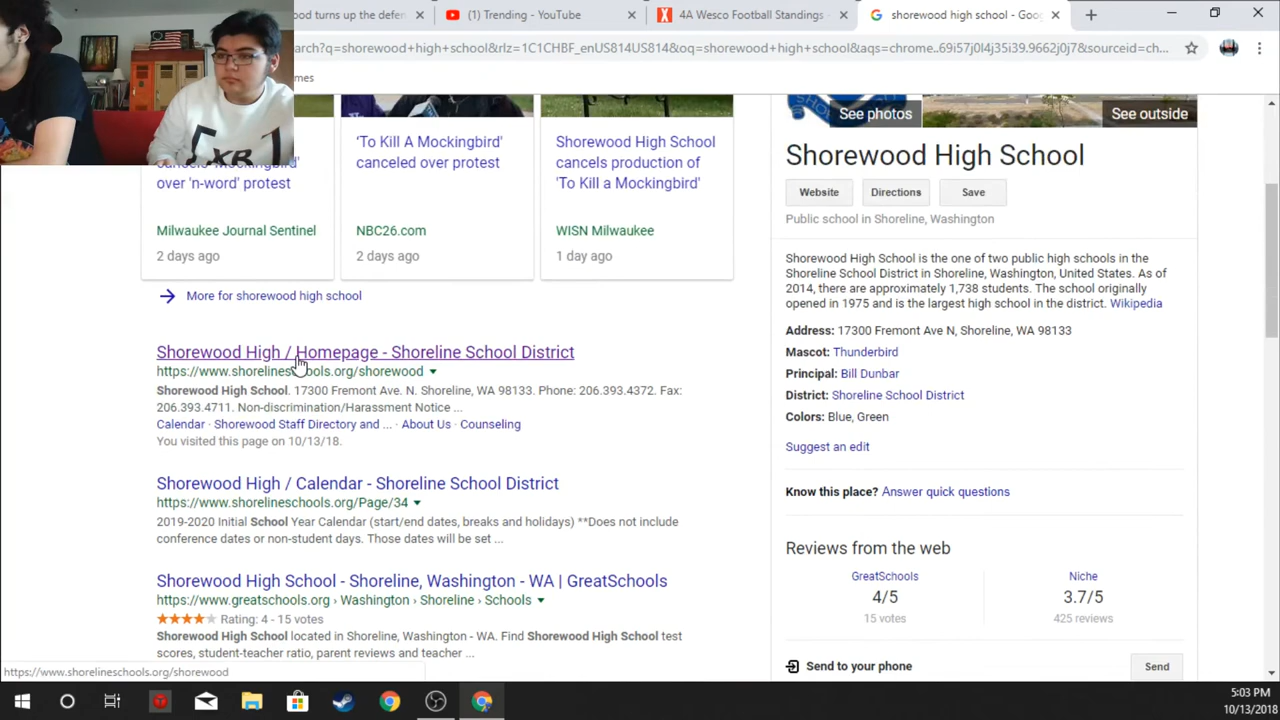 ood turns up the defen
(1) Trending - YouTube
4A Wesco Football Standings
shorewood high school - Goo
arch?q=shorewood+high+school&rlz=1C1CHBF_enUS814US814&oq=shorewood+high+school&aqs=chrome..69i57j0l4j35i39.9662j0j7&sourceid=ch...
mes
over 'n-word' protest
Milwaukee Journal Sentinel
2 days ago
'To Kill A Mockingbird'
canceled over protest
NBC26.com
2 days ago
Shorewood High School
cancels production of
'To Kill a Mockingbird'
WISN Milwaukee
1 day ago
More for shorewood high school
Shorewood High / Homepage - Shoreline School District
https://www.shorelineschools.org/shorewood
Shorewood High School. 17300 Fremont Ave. N. Shoreline, WA 98133. Phone: 206.393.4372. Fax:
206.393.4711. Non-discrimination/Harassment Notice ...
Calendar · Shorewood Staff Directory and ... · About Us · Counseling
You visited this page on 10/13/18.
Shorewood High / Calendar - Shoreline School District
https://www.shorelineschools.org/Page/34
2019-2020 Initial School Year Calendar (start/end dates, breaks and holidays) **Does not include
conference dates or non-student days. Those dates will be set ...
Shorewood High School - Shoreline, Washington - WA | GreatSchools
https://www.greatschools.org › Washington › Shoreline › Schools
Rating: 4 - 15 votes
Shorewood High School located in Shoreline, Washington - WA. Find Shorewood High School test
scores, student-teacher ratio, parent reviews and teacher ...
https://www.shorelineschools.org/shorewood
See photos
See outside
Shorewood High School
Website
Directions
Save
Public school in Shoreline, Washington
Shorewood High School is the one of two public high schools in the
Shoreline School District in Shoreline, Washington, United States. As of
2014, there are approximately 1,738 students. The school originally
opened in 1975 and is the largest high school in the district. Wikipedia
Address: 17300 Fremont Ave N, Shoreline, WA 98133
Mascot: Thunderbird
Principal: Bill Dunbar
District: Shoreline School District
Colors: Blue, Green
Suggest an edit
Know this place? Answer quick questions
Reviews from the web
GreatSchools
4/5
15 votes
Niche
3.7/5
425 reviews
Send to your phone
Send
5:03 PM
10/13/2018